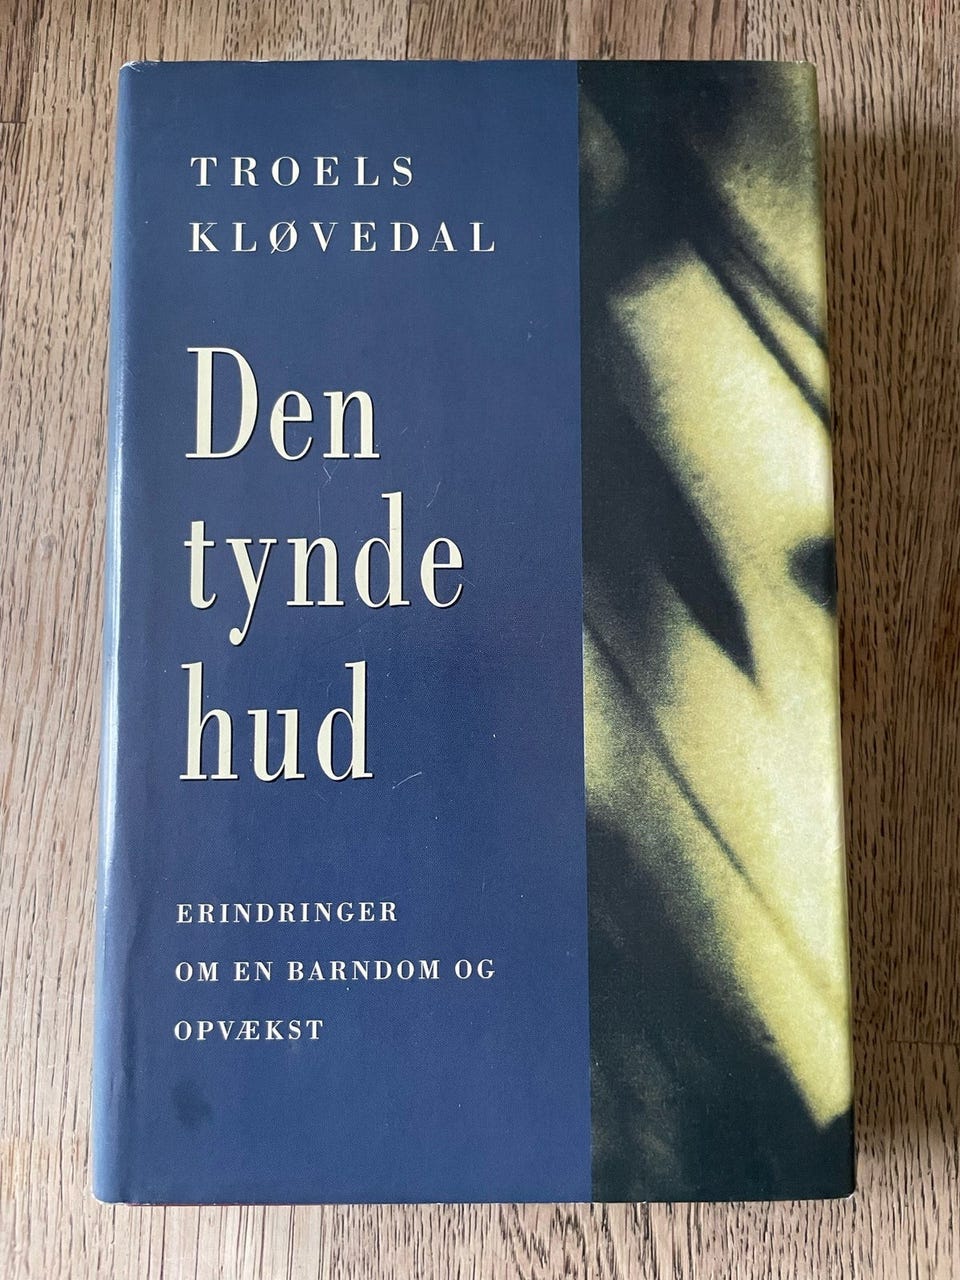 TROELS
KLØVEDAL
Den
tynde
hud
ERINDRINGER
OM EN BARNDOM OG
OPVÆKST